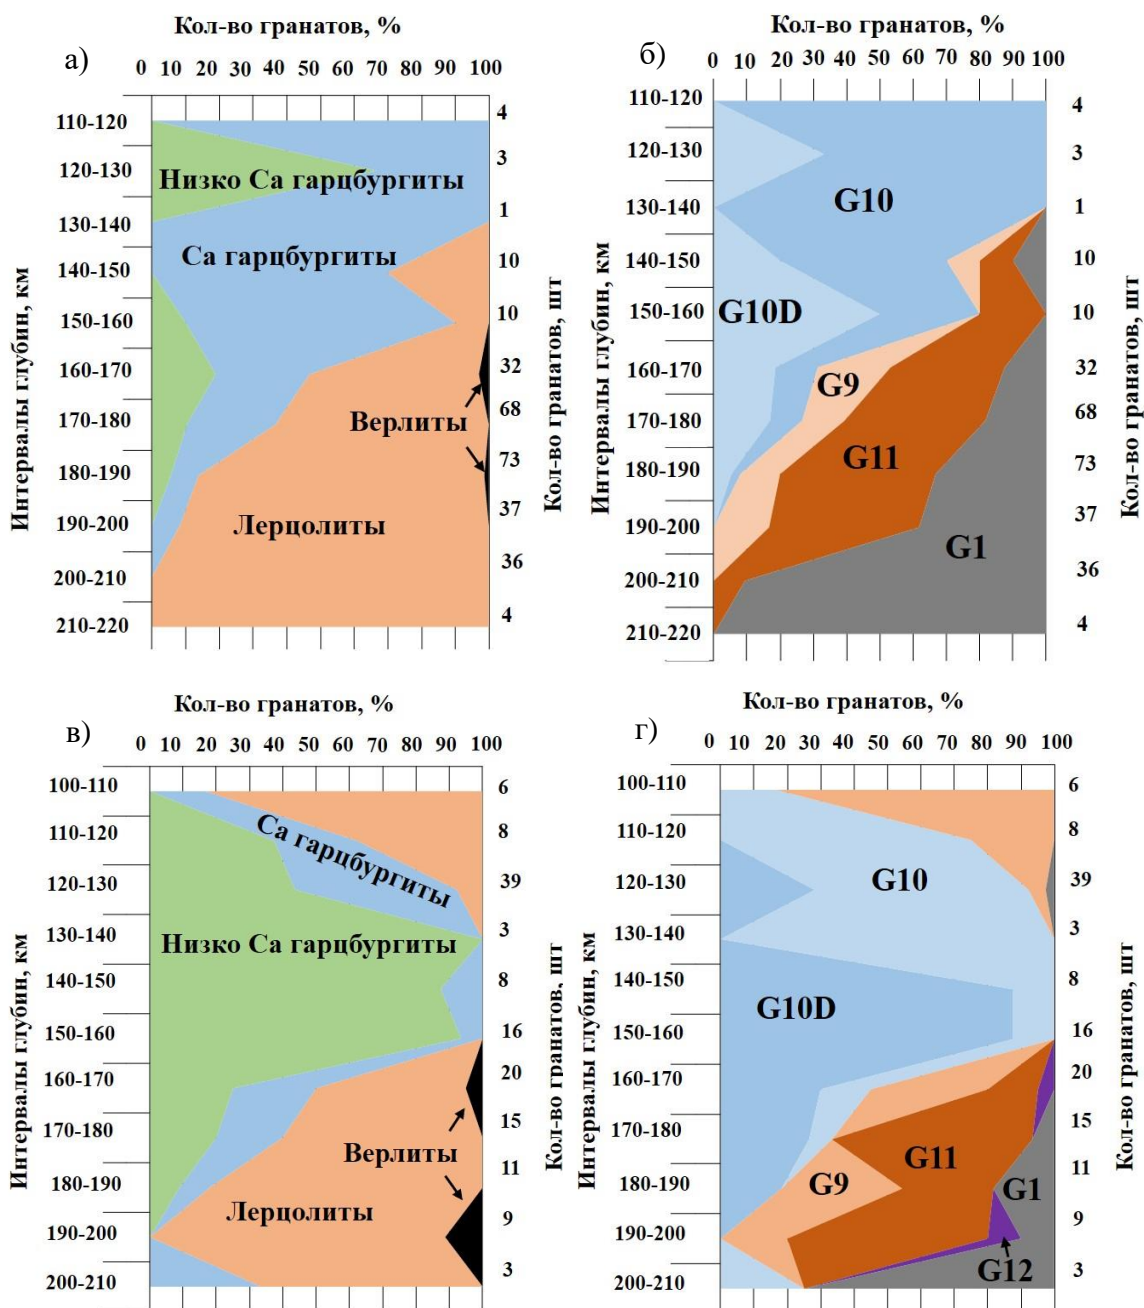 Кол-во гранатов, %
а)
0 10 20 30 40 50 60 70 80 90 100
Интервалы глубин, км
110-120
120-130
130-140
140-150
150-160
160-170
170-180
180-190
190-200
200-210
210-220
Низко Са гарцбургиты
Са гарцбургиты
Верлиты
Лерцолиты
4
3
1
10
10
32
68
73
37
36
4
Кол-во гранатов, шт
Кол-во гранатов, %
б)
0 10 20 30 40 50 60 70 80 90 100
Интервалы глубин, км
110-120
120-130
130-140
140-150
150-160
160-170
170-180
180-190
190-200
200-210
210-220
G10
G10D
G9
G11
G1
4
3
1
10
10
32
68
73
37
36
4
Кол-во гранатов, шт
Кол-во гранатов, %
в)
0 10 20 30 40 50 60 70 80 90 100
Интервалы глубин, км
100-110
110-120
120-130
130-140
140-150
150-160
160-170
170-180
180-190
190-200
200-210
Са гарцбургиты
Низко Са гарцбургиты
Верлиты
Лерцолиты
6
8
39
3
8
16
20
15
11
9
3
Кол-во гранатов, шт
Кол-во гранатов, %
г)
0 10 20 30 40 50 60 70 80 90 100
Интервалы глубин, км
100-110
110-120
120-130
130-140
140-150
150-160
160-170
170-180
180-190
190-200
200-210
G10
G10D
G11
G9
G1
G12
6
8
39
3
8
16
20
15
11
9
3
Кол-во гранатов, шт